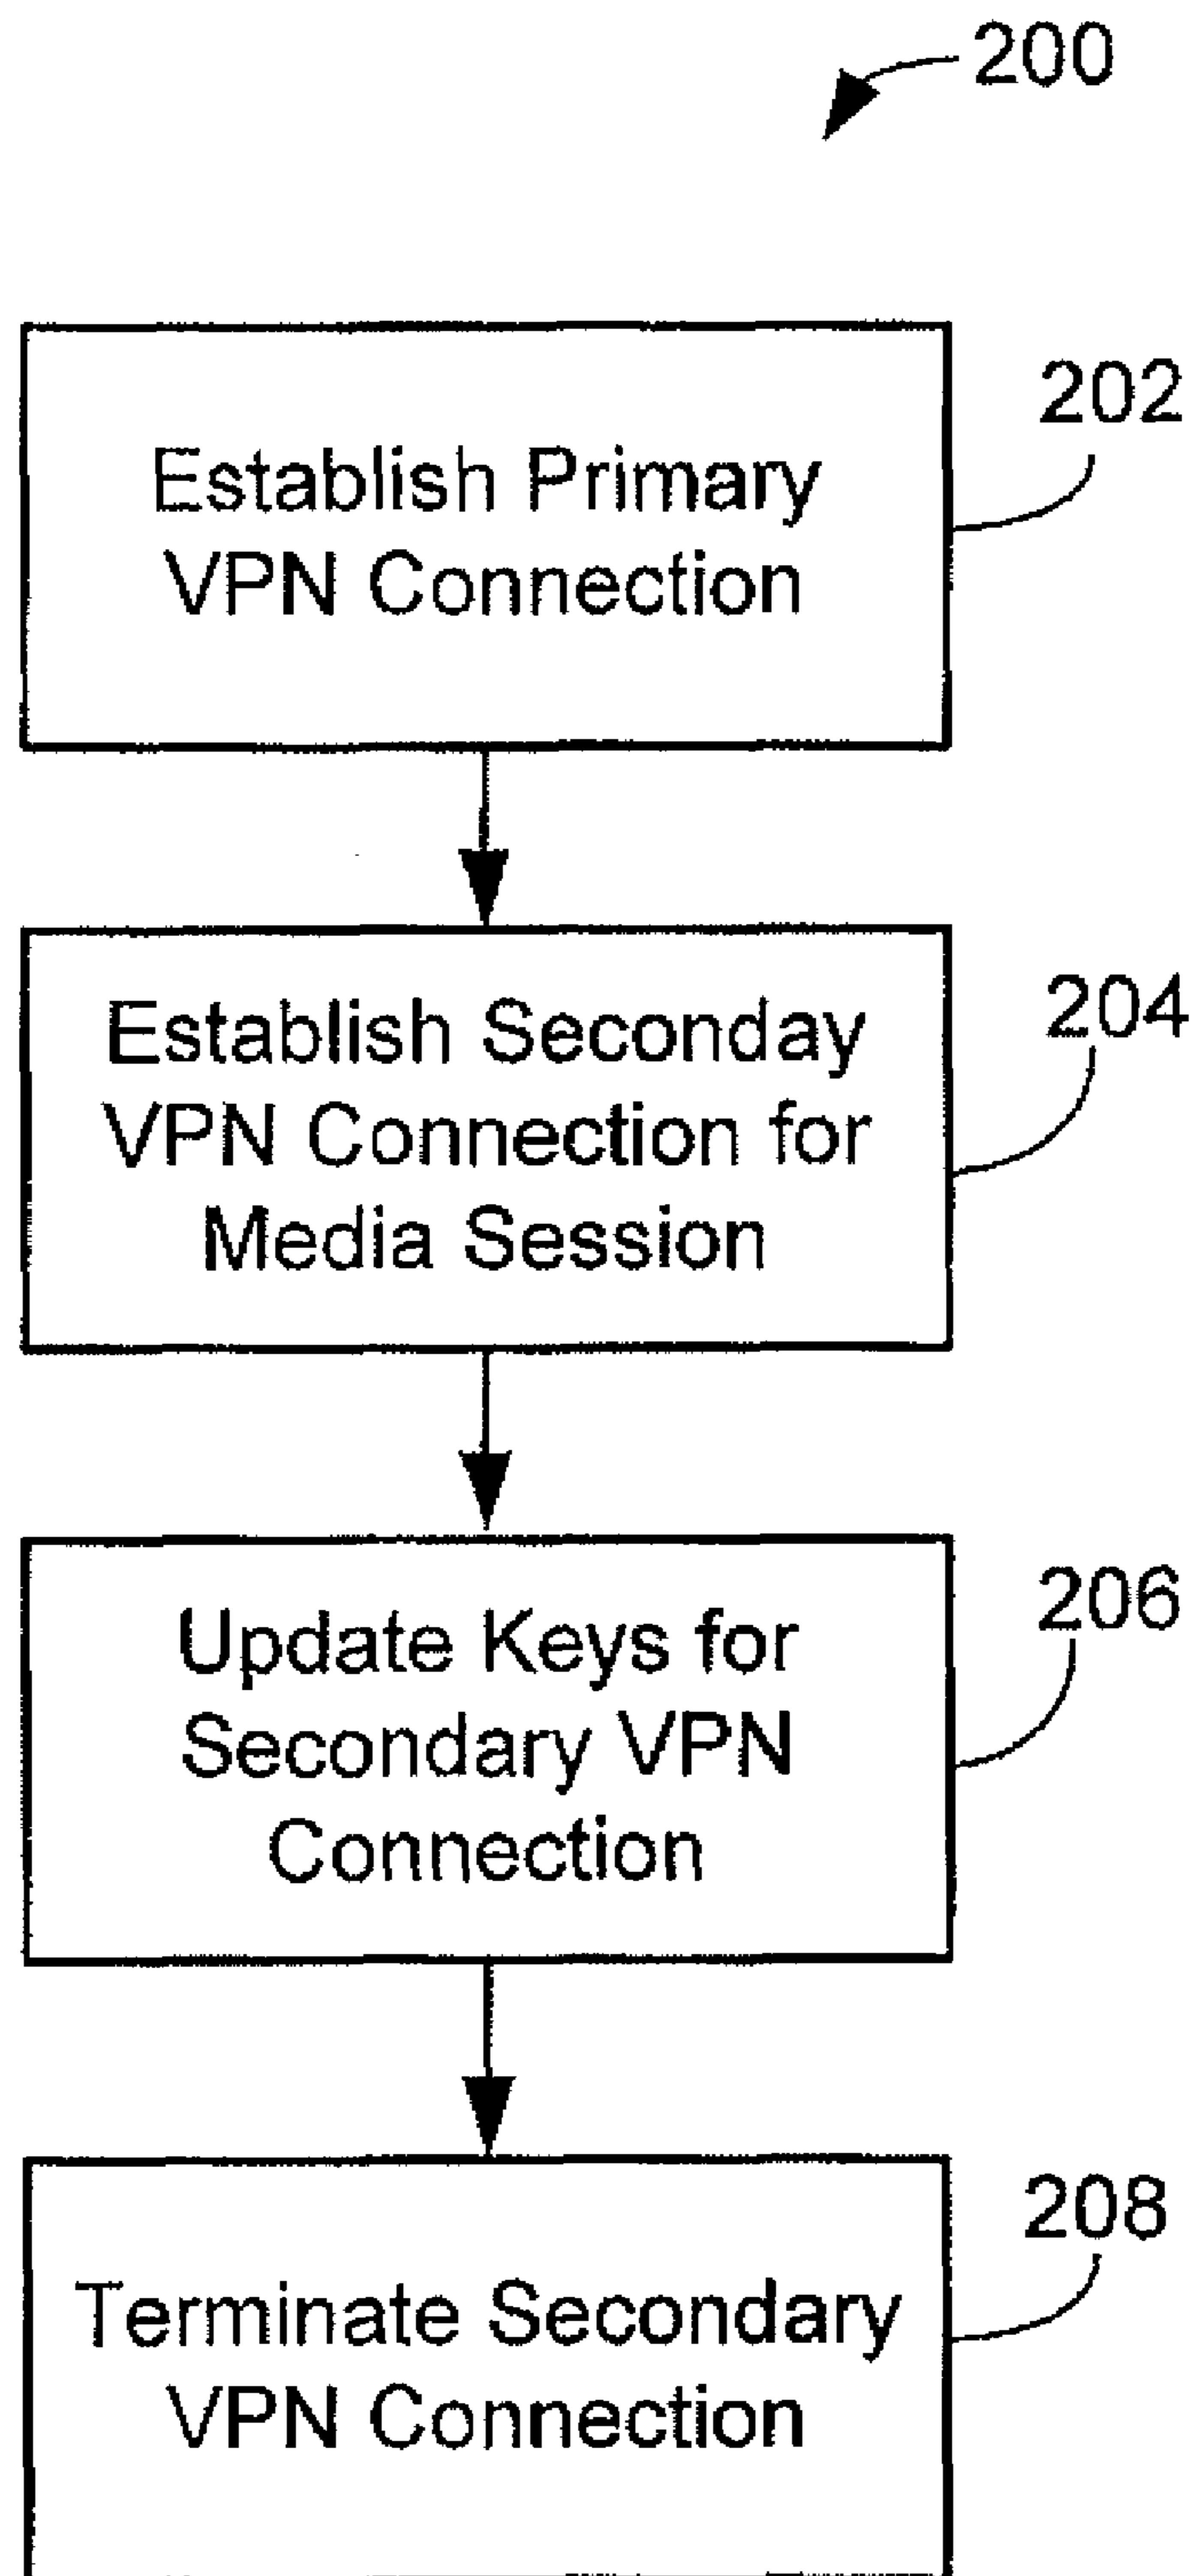 200
202
Establish Primary
VPN Connection
204
Establish Seconday
VPN Connection for
Media Session
206
Update Keys for
Secondary VPN
Connection
208
Terminate Secondary
VPN Connection